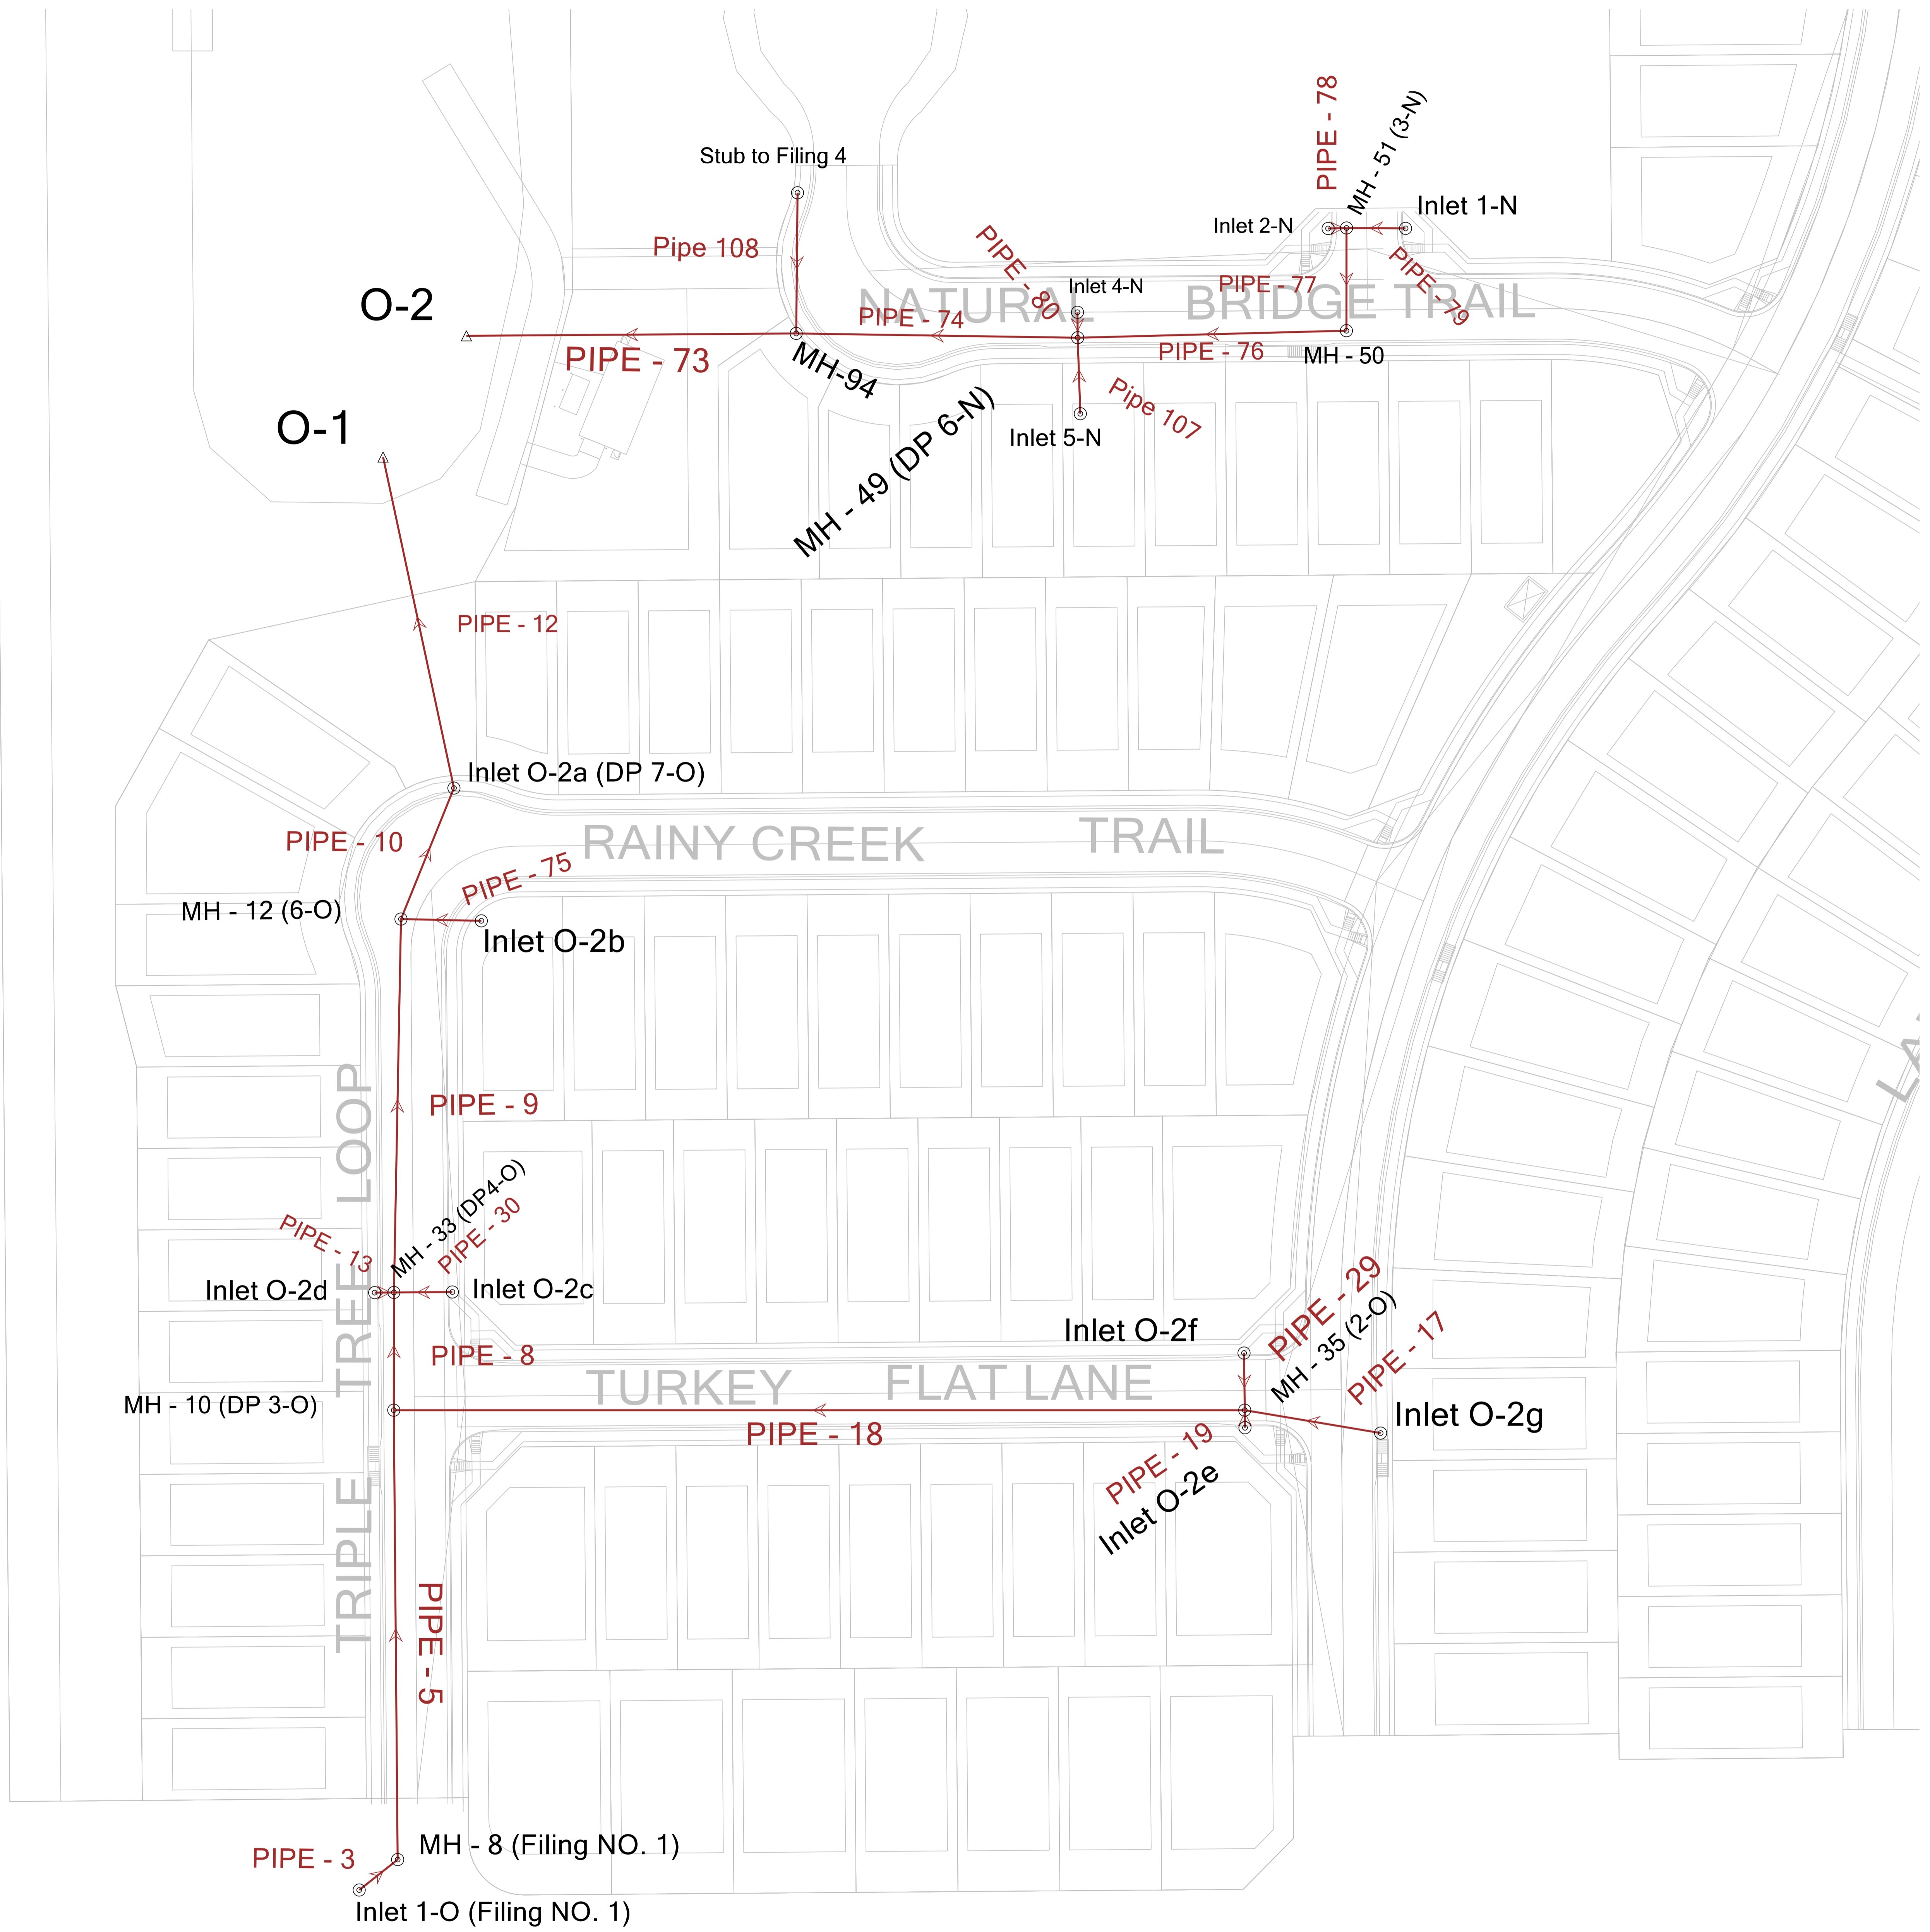 PIPE - 78
MH - 51 (3-N)
Stub to Filing 4
Inlet 2-N
Inlet 1-N
Pipe 108
PIPE - 80
PIPE - 77
PIPE - 79
Inlet 4-N
O-2
NATURAL BRIDGE TRAIL
PIPE - 74
PIPE - 73
PIPE - 76
MH - 50
MH-94
Pipe 107
O-1
Inlet 5-N
MH - 49 (DP 6-N)
PIPE - 12
Inlet O-2a (DP 7-O)
PIPE - 10
RAINY CREEK TRAIL
PIPE - 75
MH - 12 (6-O)
Inlet O-2b
PIPE - 9
TRIPLE TREE LOOP
MH - 33 (DP4-O)
PIPE - 30
PIPE - 13
Inlet O-2d
Inlet O-2c
PIPE - 29
MH - 35 (2-O)
PIPE - 17
Inlet O-2f
PIPE - 8
TURKEY FLAT LANE
MH - 10 (DP 3-O)
Inlet O-2g
PIPE - 18
PIPE - 19
Inlet O-2e
PIPE - 5
MH - 8 (Filing NO. 1)
PIPE - 3
Inlet 1-O (Filing NO. 1)